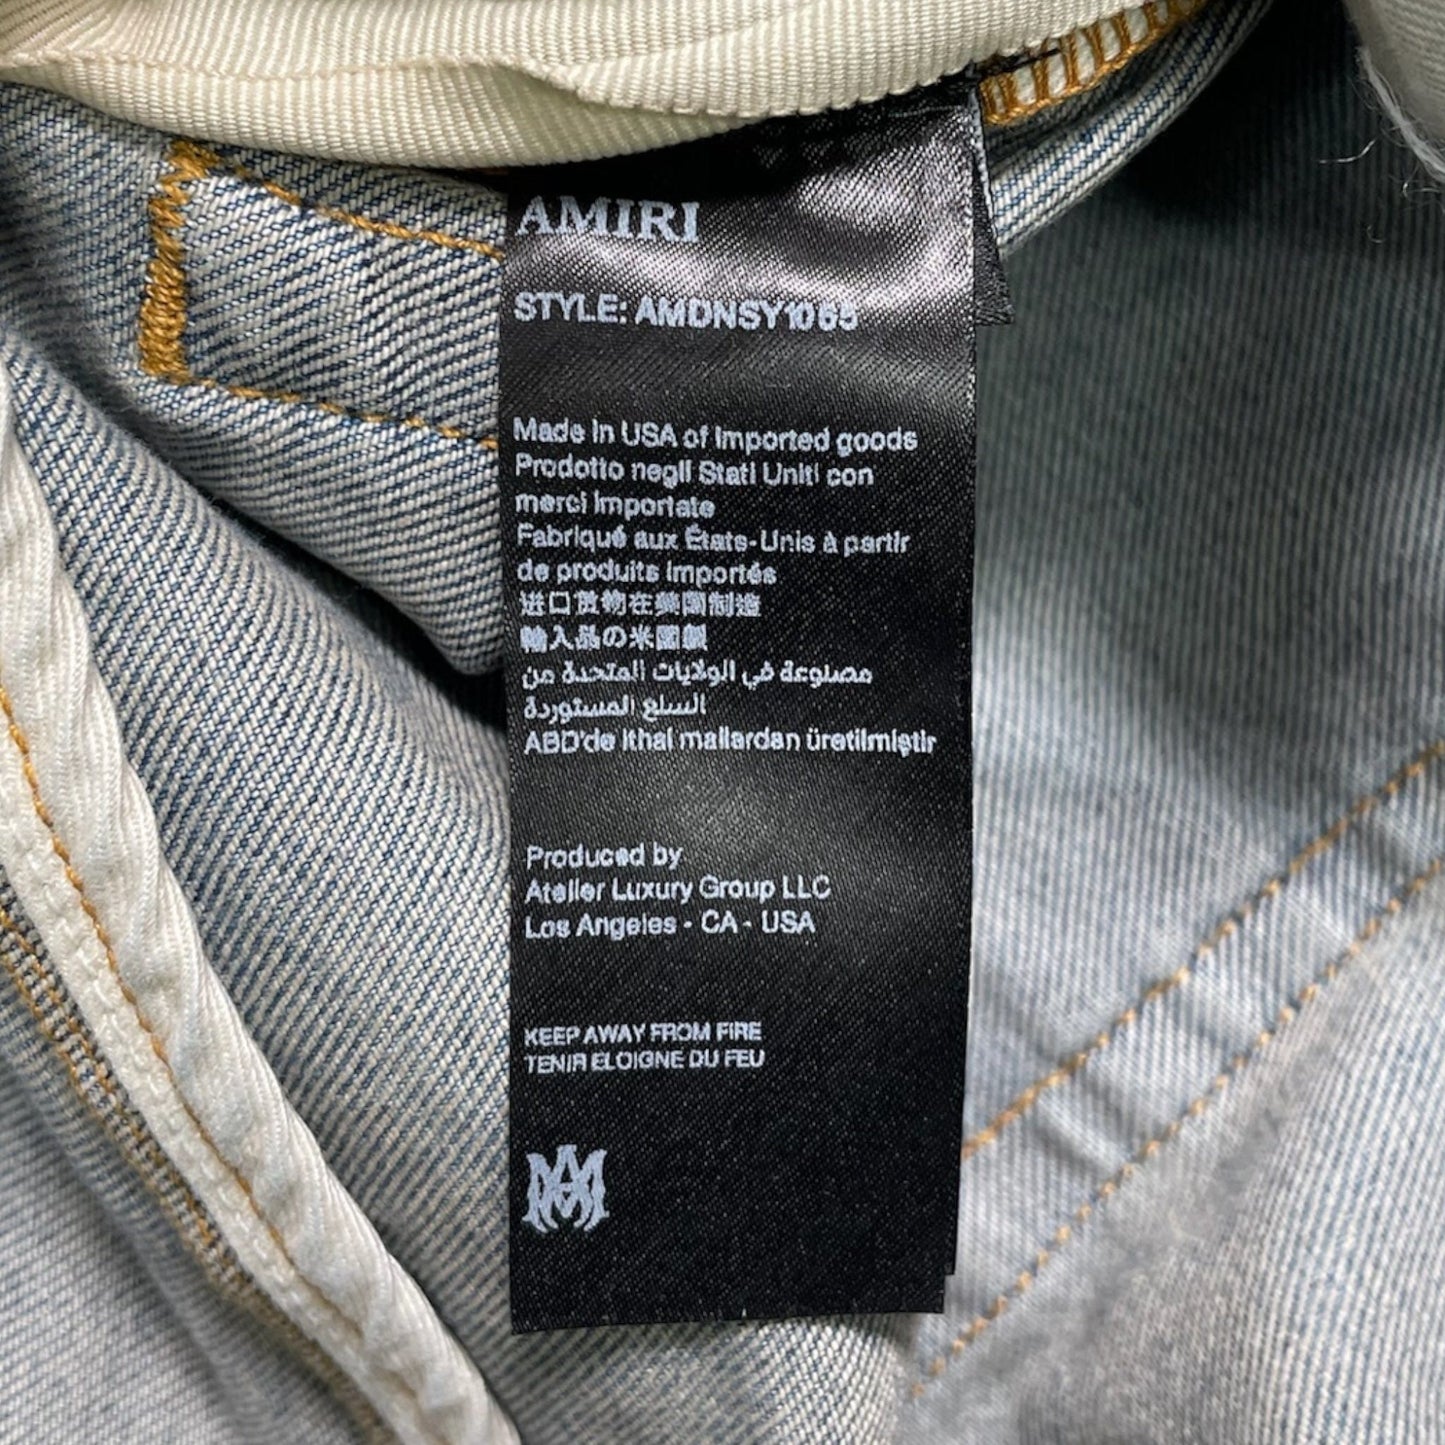 AMIRI
STYLE: AMDNSY1065
Made in USA of imported goods
Prodotto negli Stati Uniti con
merci importate
Fabriqué aux États-Unis à partir
de produits importés
进口貨物在美國制造
輸入品の米國製
مصنوعة في الولايات المتحدة من
السلع المستوردة
ABD'de ithal mallardan üretilmiştir
Produced by
Atelier Luxury Group LLC
Los Angeles - CA - USA
KEEP AWAY FROM FIRE
TENIR ELOIGNE DU FEU